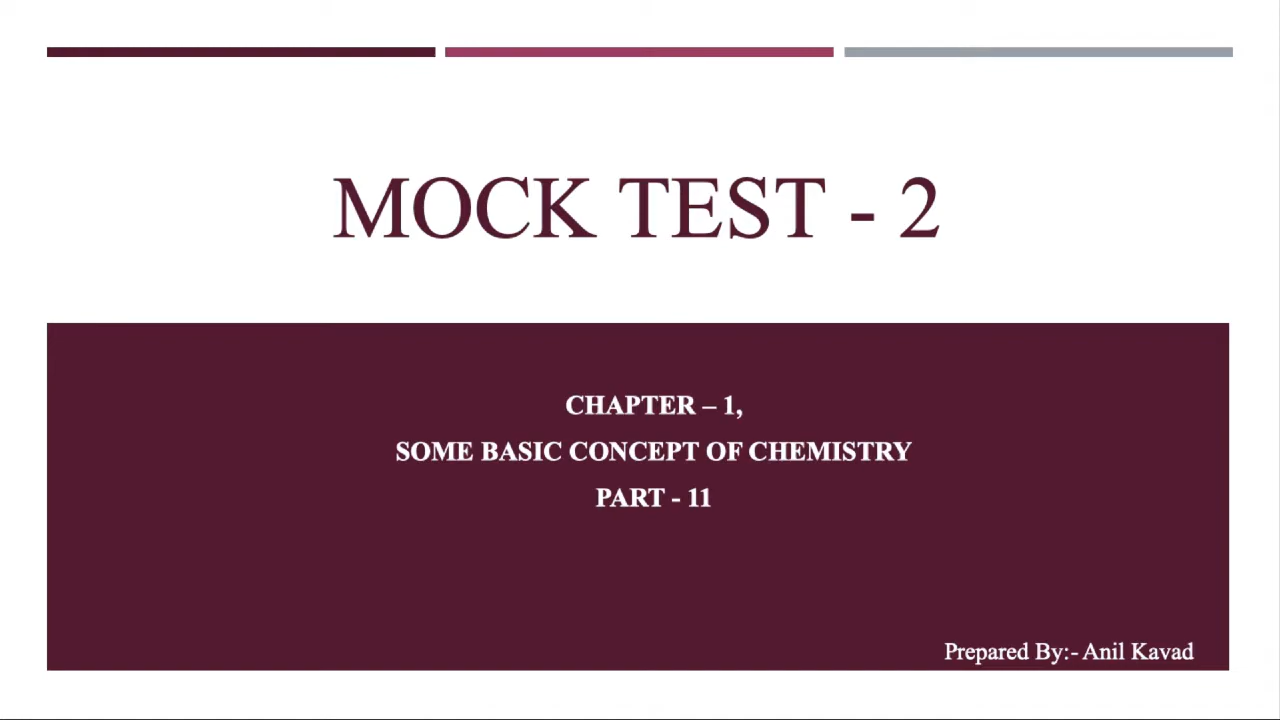 MOCK TEST - 2
CHAPTER – 1,
SOME BASIC CONCEPT OF CHEMISTRY
PART - 11
Prepared By:- Anil Kavad